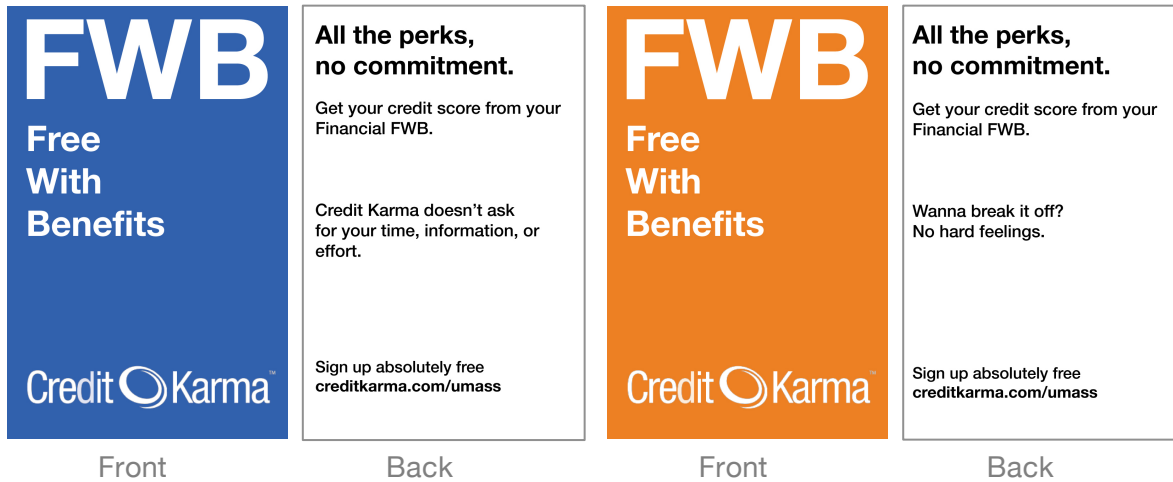 FWB
Free
With
Benefits
Credit Karma™
Front
All the perks,
no commitment.
Get your credit score from your
Financial FWB.
Credit Karma doesn’t ask
for your time, information, or
effort.
Sign up absolutely free
creditkarma.com/umass
Back
FWB
Free
With
Benefits
Credit Karma™
Front
All the perks,
no commitment.
Get your credit score from your
Financial FWB.
Wanna break it off?
No hard feelings.
Sign up absolutely free
creditkarma.com/umass
Back